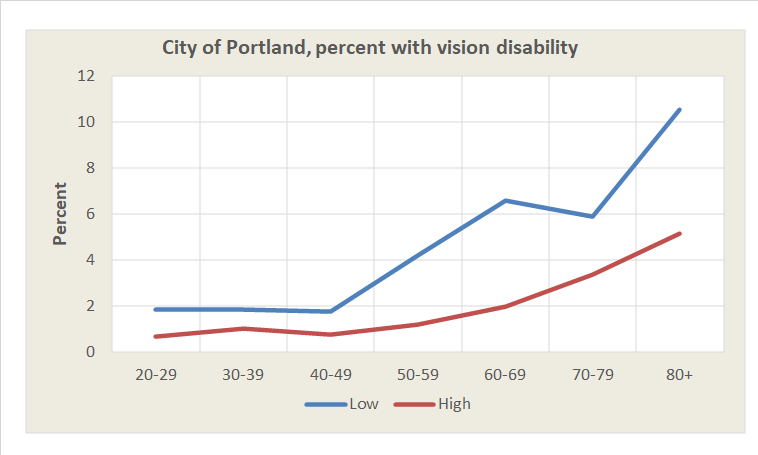 City of Portland, percent with vision disability
12
10
8
6
4
2
0
Percent
20-29 30-39 40-49 50-59 60-69 70-79 80+
Low High